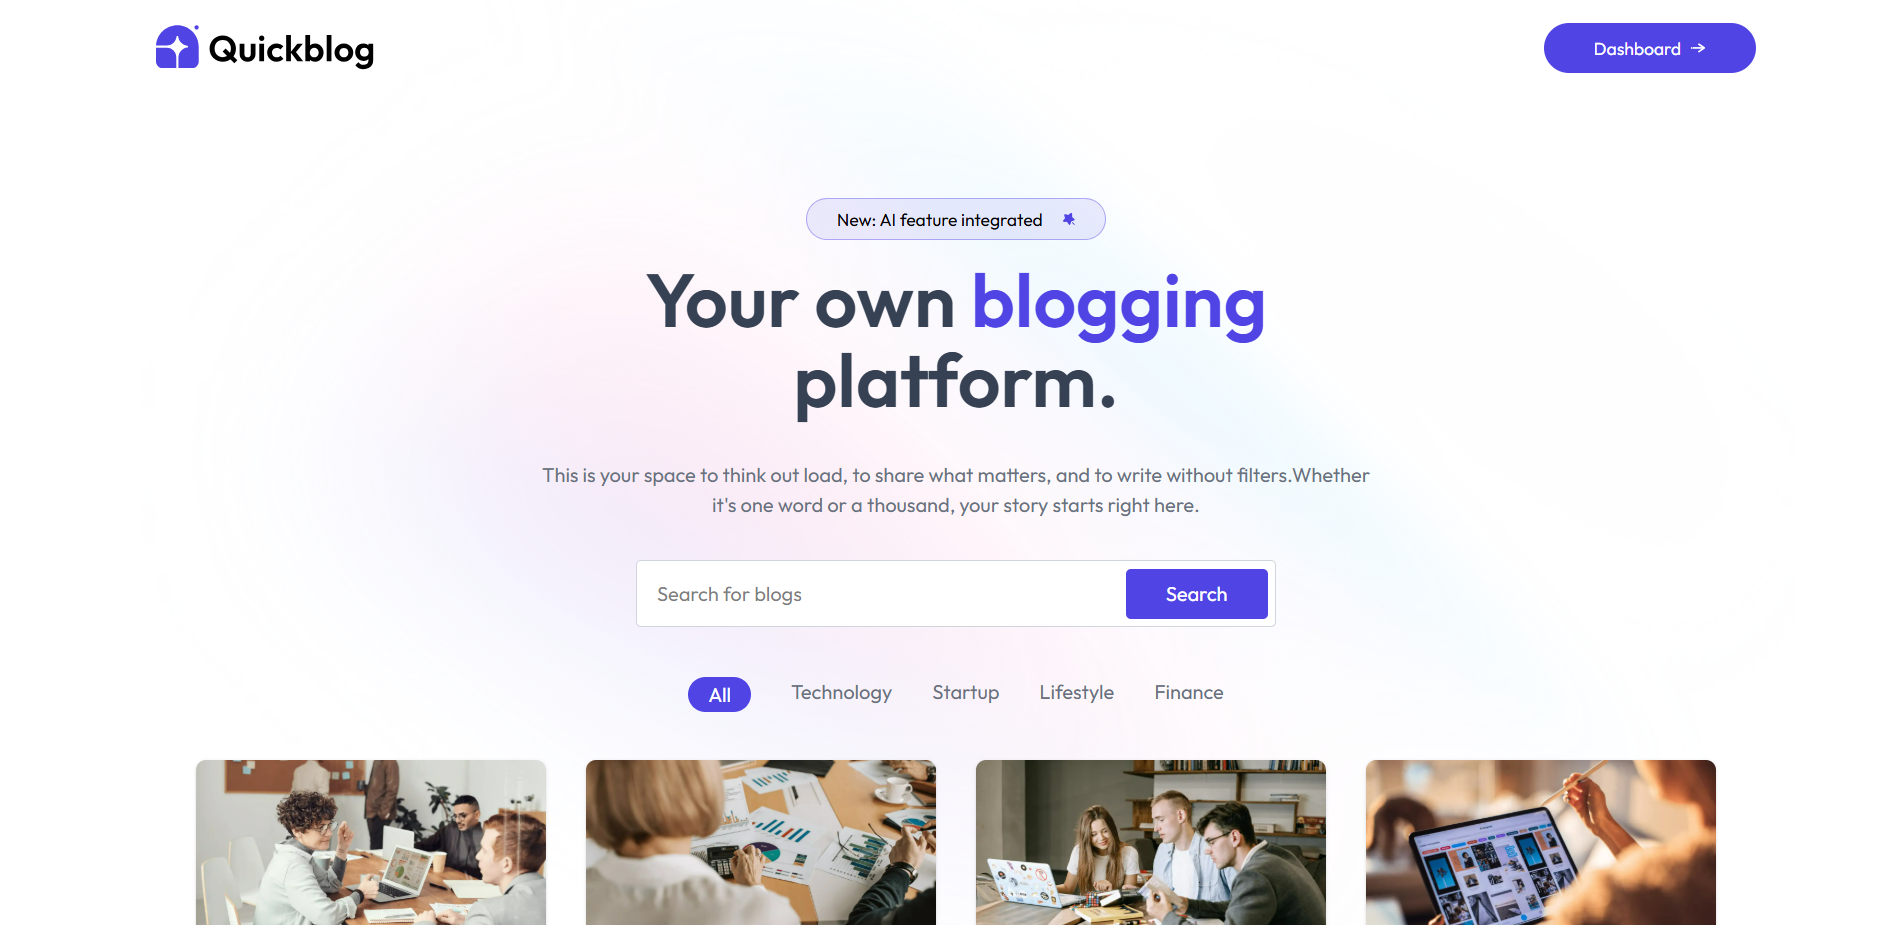 Quickblog
Dashboard →
New: AI feature integrated
Your own blogging
platform.
This is your space to think out load, to share what matters, and to write without filters.Whether
it's one word or a thousand, your story starts right here.
Search for blogs
Search
All
Technology
Startup
Lifestyle
Finance